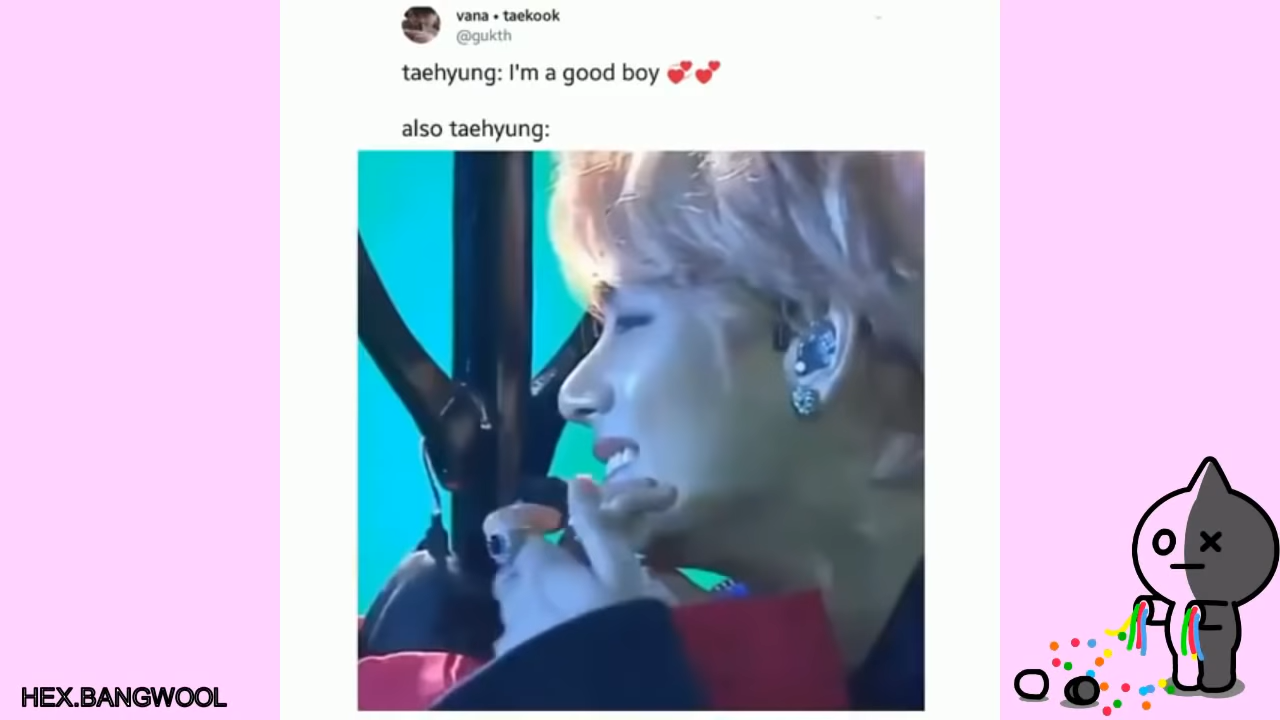 vana • taekook
@gukth
taehyung: I'm a good boy 💞💕
also taehyung:
HEX.BANGWOOL